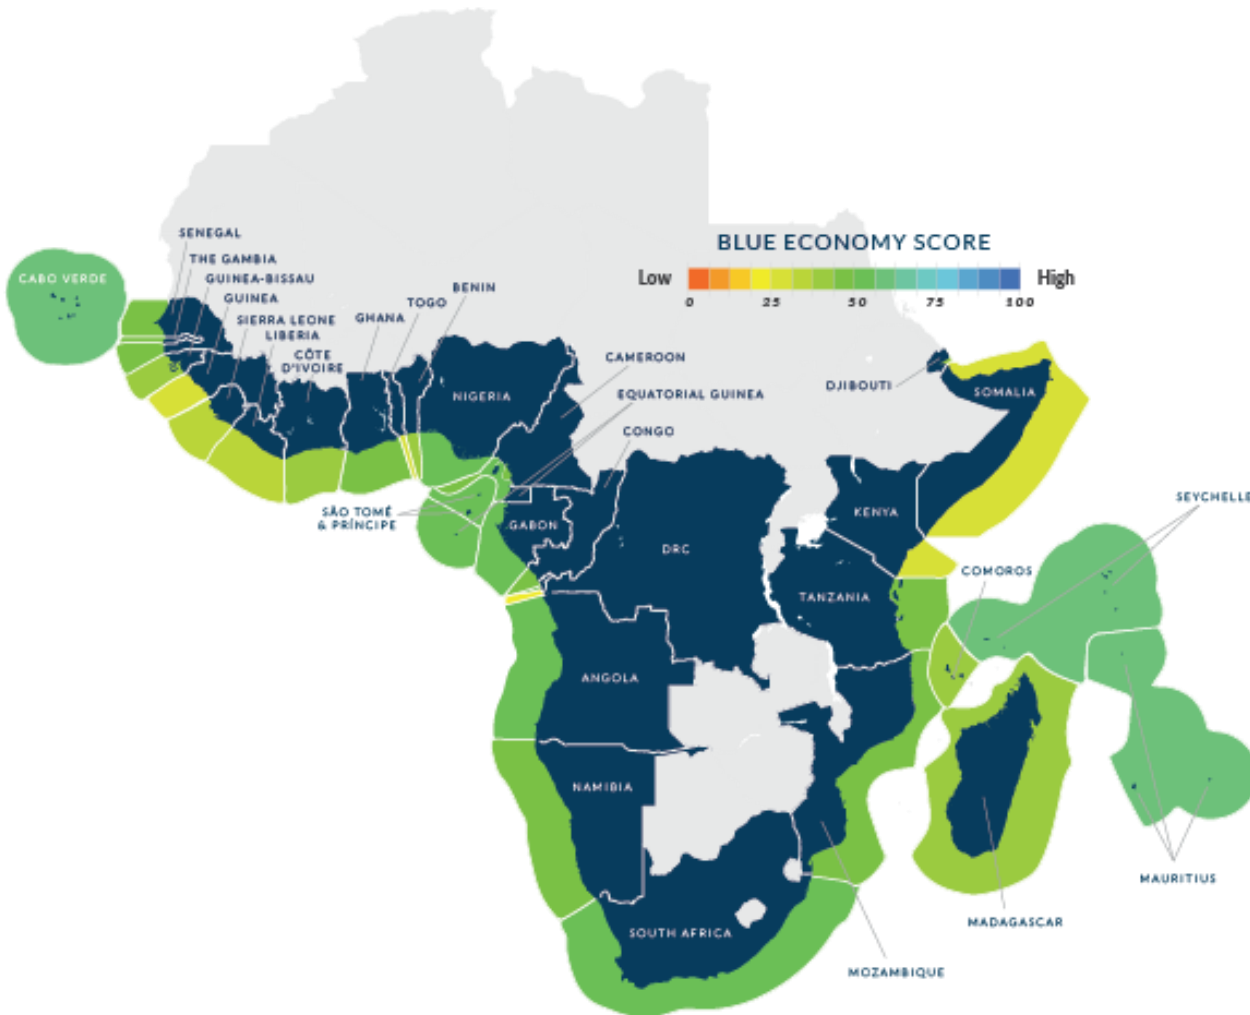 SENEGAL
THE GAMBIA
GUINEA-BISSAU
GUINEA
SIERRA LEONE
LIBERIA
CÔTE
D'IVOIRE
GHANA
TOGO
BENIN
CABO VERDE
BLUE ECONOMY SCORE
Low
High
0 25 50 75 100
NIGERIA
CAMEROON
EQUATORIAL GUINEA
CONGO
DJIBOUTI
SOMALIA
SÃO TOMÉ
& PRÍNCIPE
GABON
DRC
KENYA
TANZANIA
SEYCHELLE
COMOROS
ANGOLA
NAMIBIA
SOUTH AFRICA
MAURITIUS
MADAGASCAR
MOZAMBIQUE